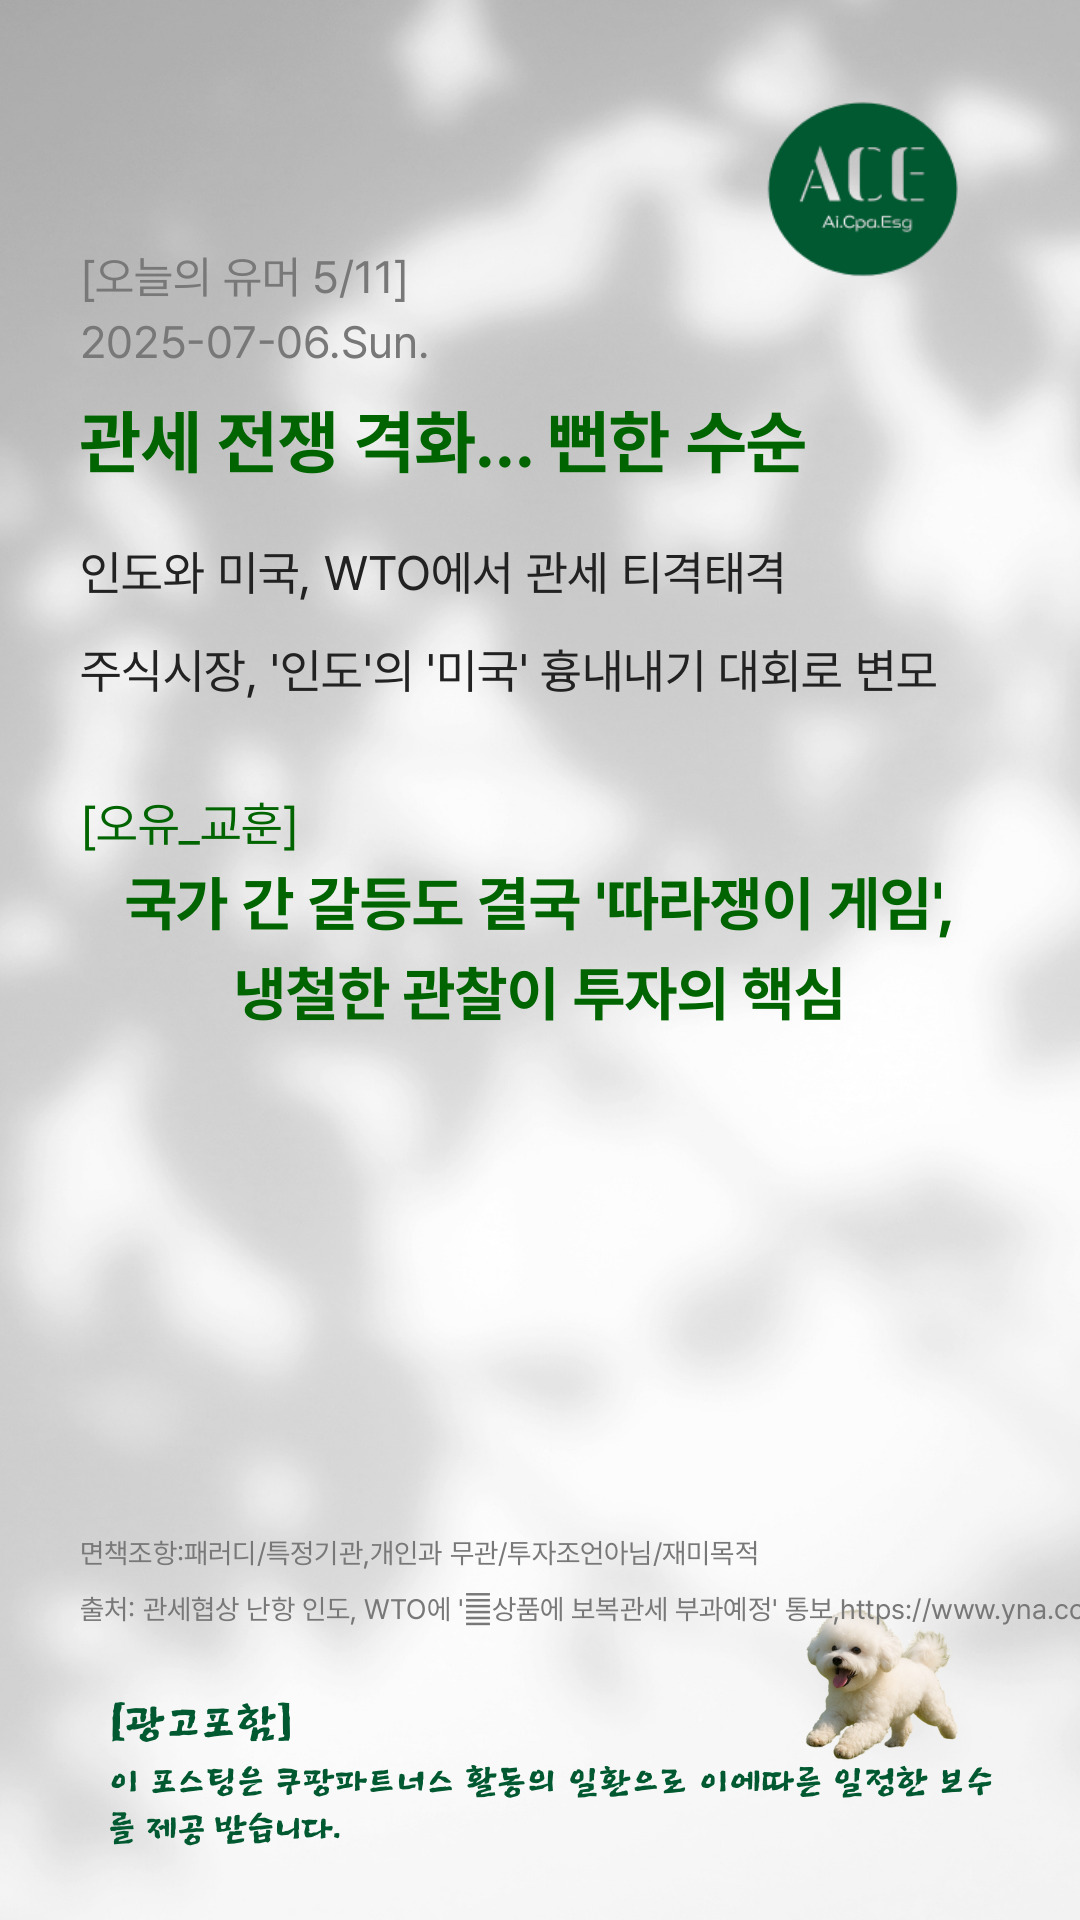 ACE
Ai.Cpa.Esg
[오늘의 유머 5/11]
2025-07-06.Sun.
관세 전쟁 격화... 뻔한 수순
인도와 미국, WTO에서 관세 티격태격
주식시장, '인도'의 '미국' 흉내내기 대회로 변모
[오유_교훈]
국가 간 갈등도 결국 '따라쟁이 게임',
냉철한 관찰이 투자의 핵심
면책조항:패러디/특정기관,개인과 무관/투자조언아님/재미목적
출처: 관세협상 난항 인도, WTO에 '상품에 보복관세 부과예정' 통보,https://www.yna.co
[광고포함]
이 포스팅은 쿠팡파트너스 활동의 일환으로 이에따른 일정한 보수
를 제공 받습니다.